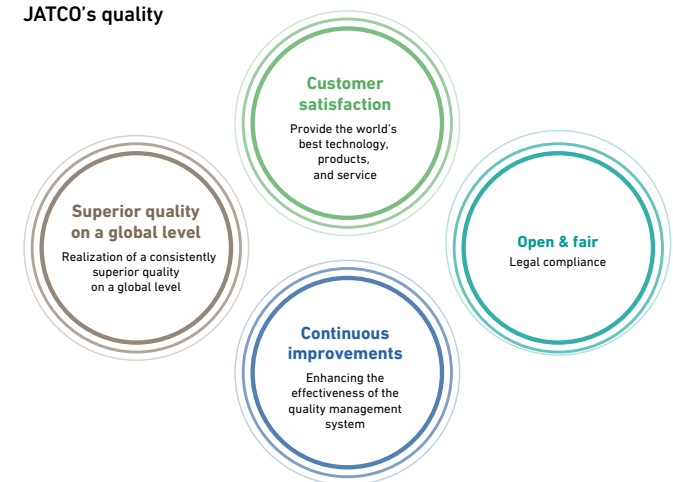 JATCO’s quality
Customer
satisfaction
Provide the world’s
best technology,
products,
and service
Superior quality
on a global level
Realization of a consistently
superior quality
on a global level
Open & fair
Legal compliance
Continuous
improvements
Enhancing the
effectiveness of the
quality management
system